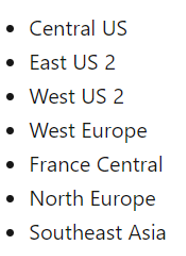 • Central US
• East US 2
• West US 2
• West Europe
• France Central
• North Europe
• Southeast Asia